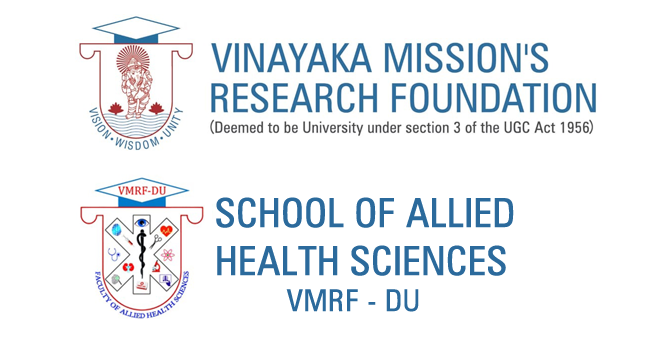 VINAYAKA MISSION'S
RESEARCH FOUNDATION
(Deemed to be University under section 3 of the UGC Act 1956)
VISION • WISDOM • UNITY
VMRF-DU
SCHOOL OF ALLIED
HEALTH SCIENCES
VMRF - DU
FACULTY OF ALLIED HEALTH SCIENCES